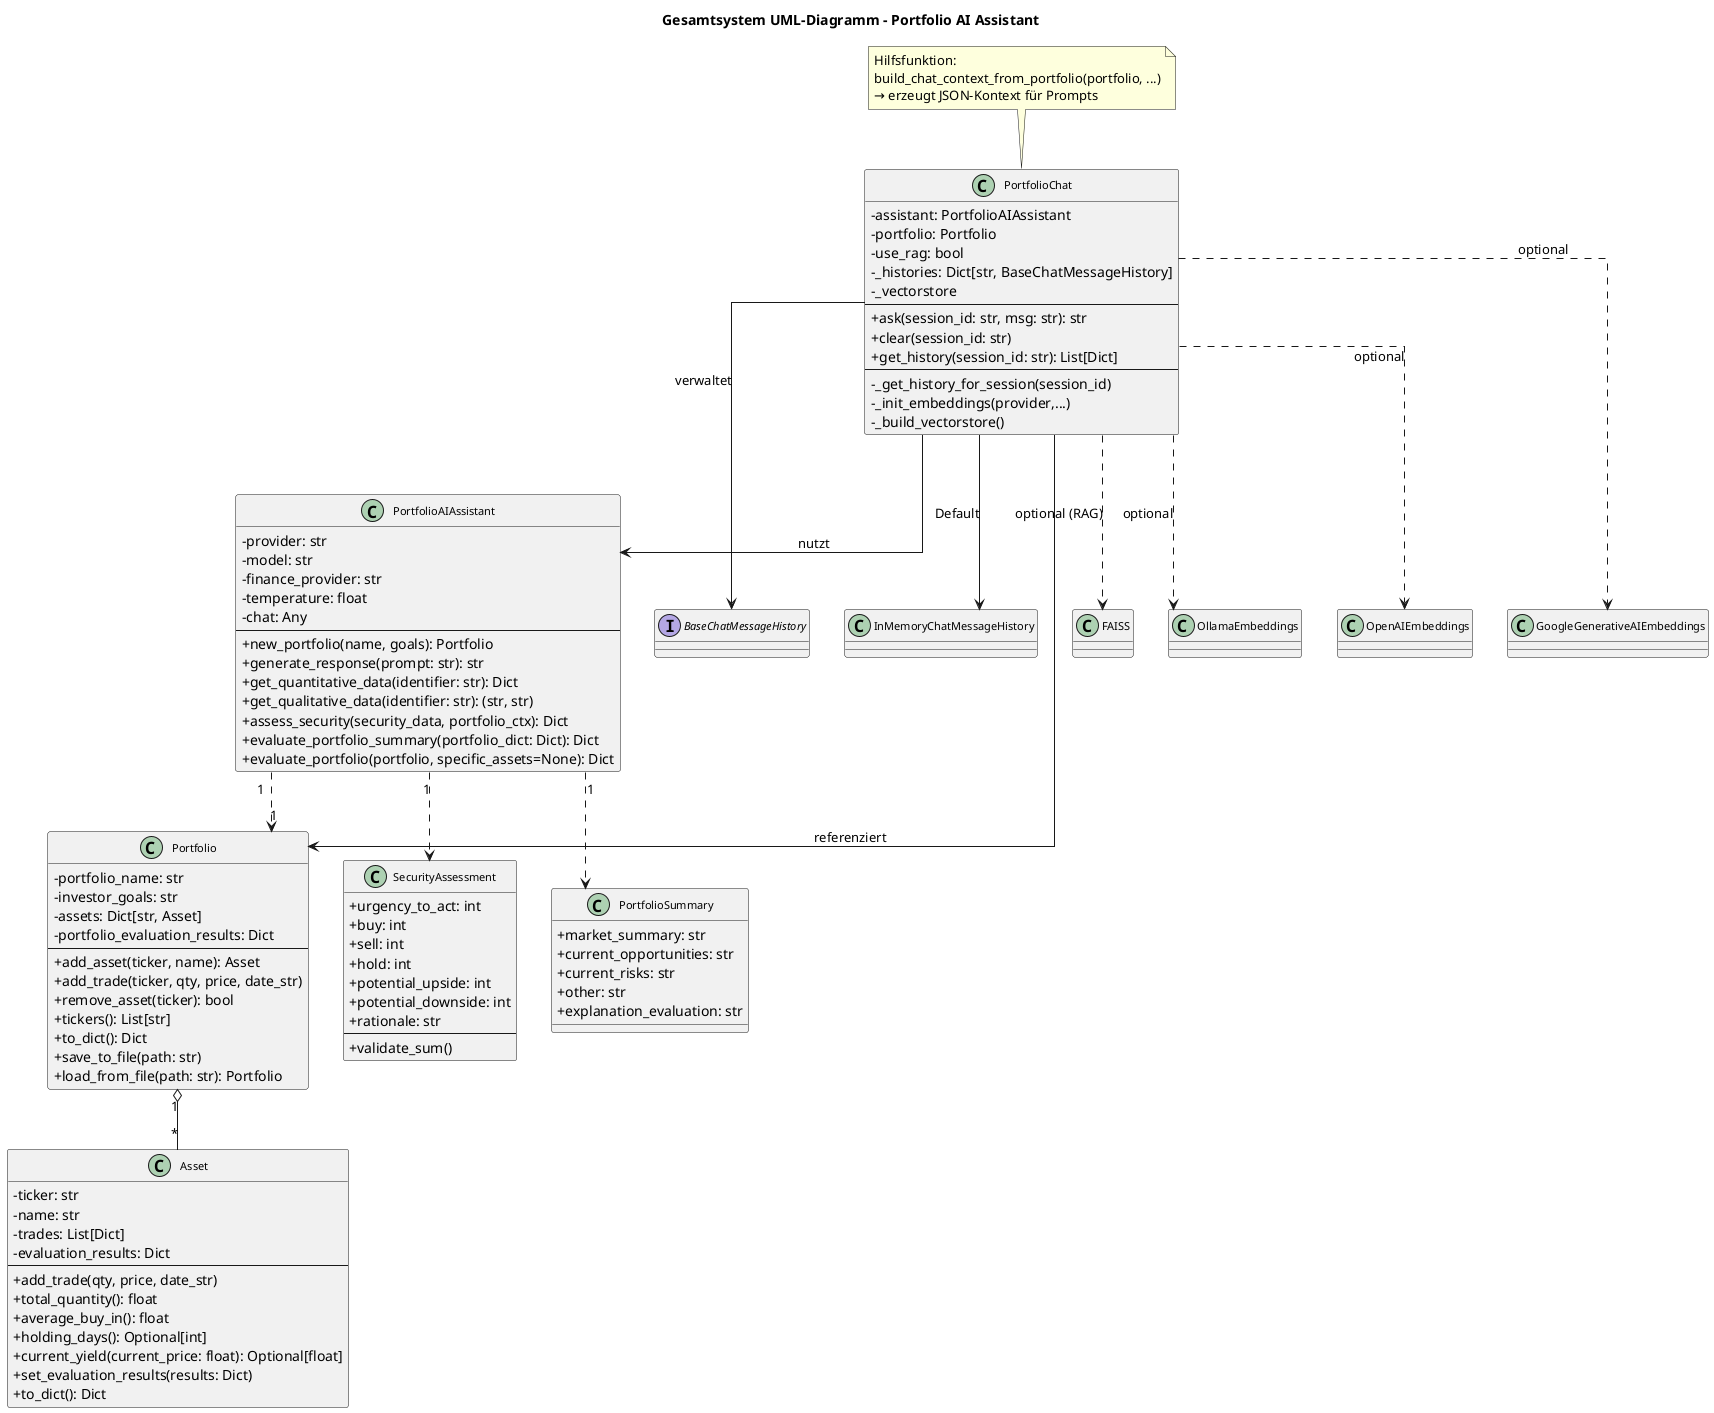 Gesamtsystem UML-Diagramm - Portfolio AI Assistant
Hilfsfunktion:
build_chat_context_from_portfolio(portfolio, ...)
→ erzeugt JSON-Kontext für Prompts
C PortfolioChat
-assistant: PortfolioAIAssistant
-portfolio: Portfolio
-use_rag: bool
-_histories: Dict[str, BaseChatMessageHistory]
-_vectorstore
+ask(session_id: str, msg: str): str
+clear(session_id: str)
+get_history(session_id: str): List[Dict]
-_get_history_for_session(session_id)
-_init_embeddings(provider,...)
-_build_vectorstore()
optional
optional
verwaltet
Default
optional (RAG)
optional
nutzt
C PortfolioAIAssistant
-provider: str
-model: str
-finance_provider: str
-temperature: float
-chat: Any
+new_portfolio(name, goals): Portfolio
+generate_response(prompt: str): str
+get_quantitative_data(identifier: str): Dict
+get_qualitative_data(identifier: str): (str, str)
+assess_security(security_data, portfolio_ctx): Dict
+evaluate_portfolio_summary(portfolio_dict: Dict): Dict
+evaluate_portfolio(portfolio, specific_assets=None): Dict
I BaseChatMessageHistory
C InMemoryChatMessageHistory
C FAISS
C OllamaEmbeddings
C OpenAIEmbeddings
C GoogleGenerativeAIEmbeddings
1
1
1
1
referenziert
C Portfolio
-portfolio_name: str
-investor_goals: str
-assets: Dict[str, Asset]
-portfolio_evaluation_results: Dict
+add_asset(ticker, name): Asset
+add_trade(ticker, qty, price, date_str)
+remove_asset(ticker): bool
+tickers(): List[str]
+to_dict(): Dict
+save_to_file(path: str)
+load_from_file(path: str): Portfolio
C SecurityAssessment
+urgency_to_act: int
+buy: int
+sell: int
+hold: int
+potential_upside: int
+potential_downside: int
+rationale: str
+validate_sum()
C PortfolioSummary
+market_summary: str
+current_opportunities: str
+current_risks: str
+other: str
+explanation_evaluation: str
1
*
C Asset
-ticker: str
-name: str
-trades: List[Dict]
-evaluation_results: Dict
+add_trade(qty, price, date_str)
+total_quantity(): float
+average_buy_in(): float
+holding_days(): Optional[int]
+current_yield(current_price: float): Optional[float]
+set_evaluation_results(results: Dict)
+to_dict(): Dict